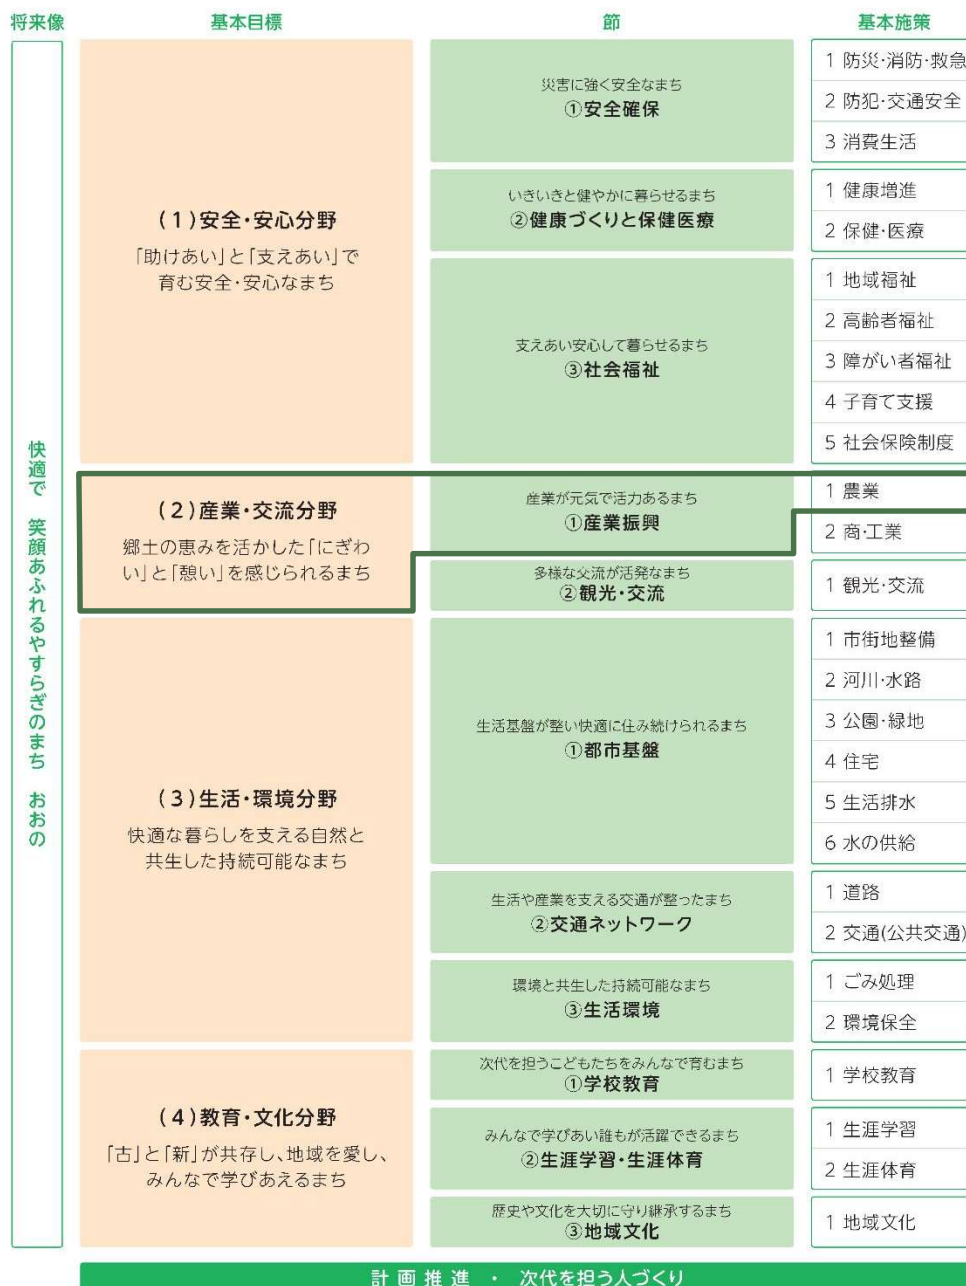 将来像 基本目標 節 基本施策
快適で 笑顔あふれるやすらぎのまち おおの
(1)安全・安心分野
「助けあい」と「支えあい」で
育む安全・安心なまち
災害に強く安全なまち
①安全確保
1 防災・消防・救急
2 防犯・交通安全
3 消費生活
いきいきと健やかに暮らせるまち
②健康づくりと保健医療
1 健康増進
2 保健・医療
支えあい安心して暮らせるまち
③社会福祉
1 地域福祉
2 高齢者福祉
3 障がい者福祉
4 子育て支援
5 社会保険制度
(2)産業・交流分野
郷土の恵みを活かした「にぎわ
い」と「憩い」を感じられるまち
産業が元気で活力あるまち
①産業振興
1 農業
2 商・工業
多様な交流が活発なまち
②観光・交流
1 観光・交流
(3)生活・環境分野
快適な暮らしを支える自然と
共生した持続可能なまち
生活基盤が整い快適に住み続けられるまち
①都市基盤
1 市街地整備
2 河川・水路
3 公園・緑地
4 住宅
5 生活排水
6 水の供給
生活や産業を支える交通が整ったまち
②交通ネットワーク
1 道路
2 交通(公共交通)
環境と共生した持続可能なまち
③生活環境
1 ごみ処理
2 環境保全
(4)教育・文化分野
「古」と「新」が共存し、地域を愛し、
みんなで学びあえるまち
次代を担うこどもたちをみんなで育むまち
①学校教育
1 学校教育
みんなで学びあい誰もが活躍できるまち
②生涯学習・生涯体育
1 生涯学習
2 生涯体育
歴史や文化を大切に守り継承するまち
③地域文化
1 地域文化
計画推進 ・ 次代を担う人づくり